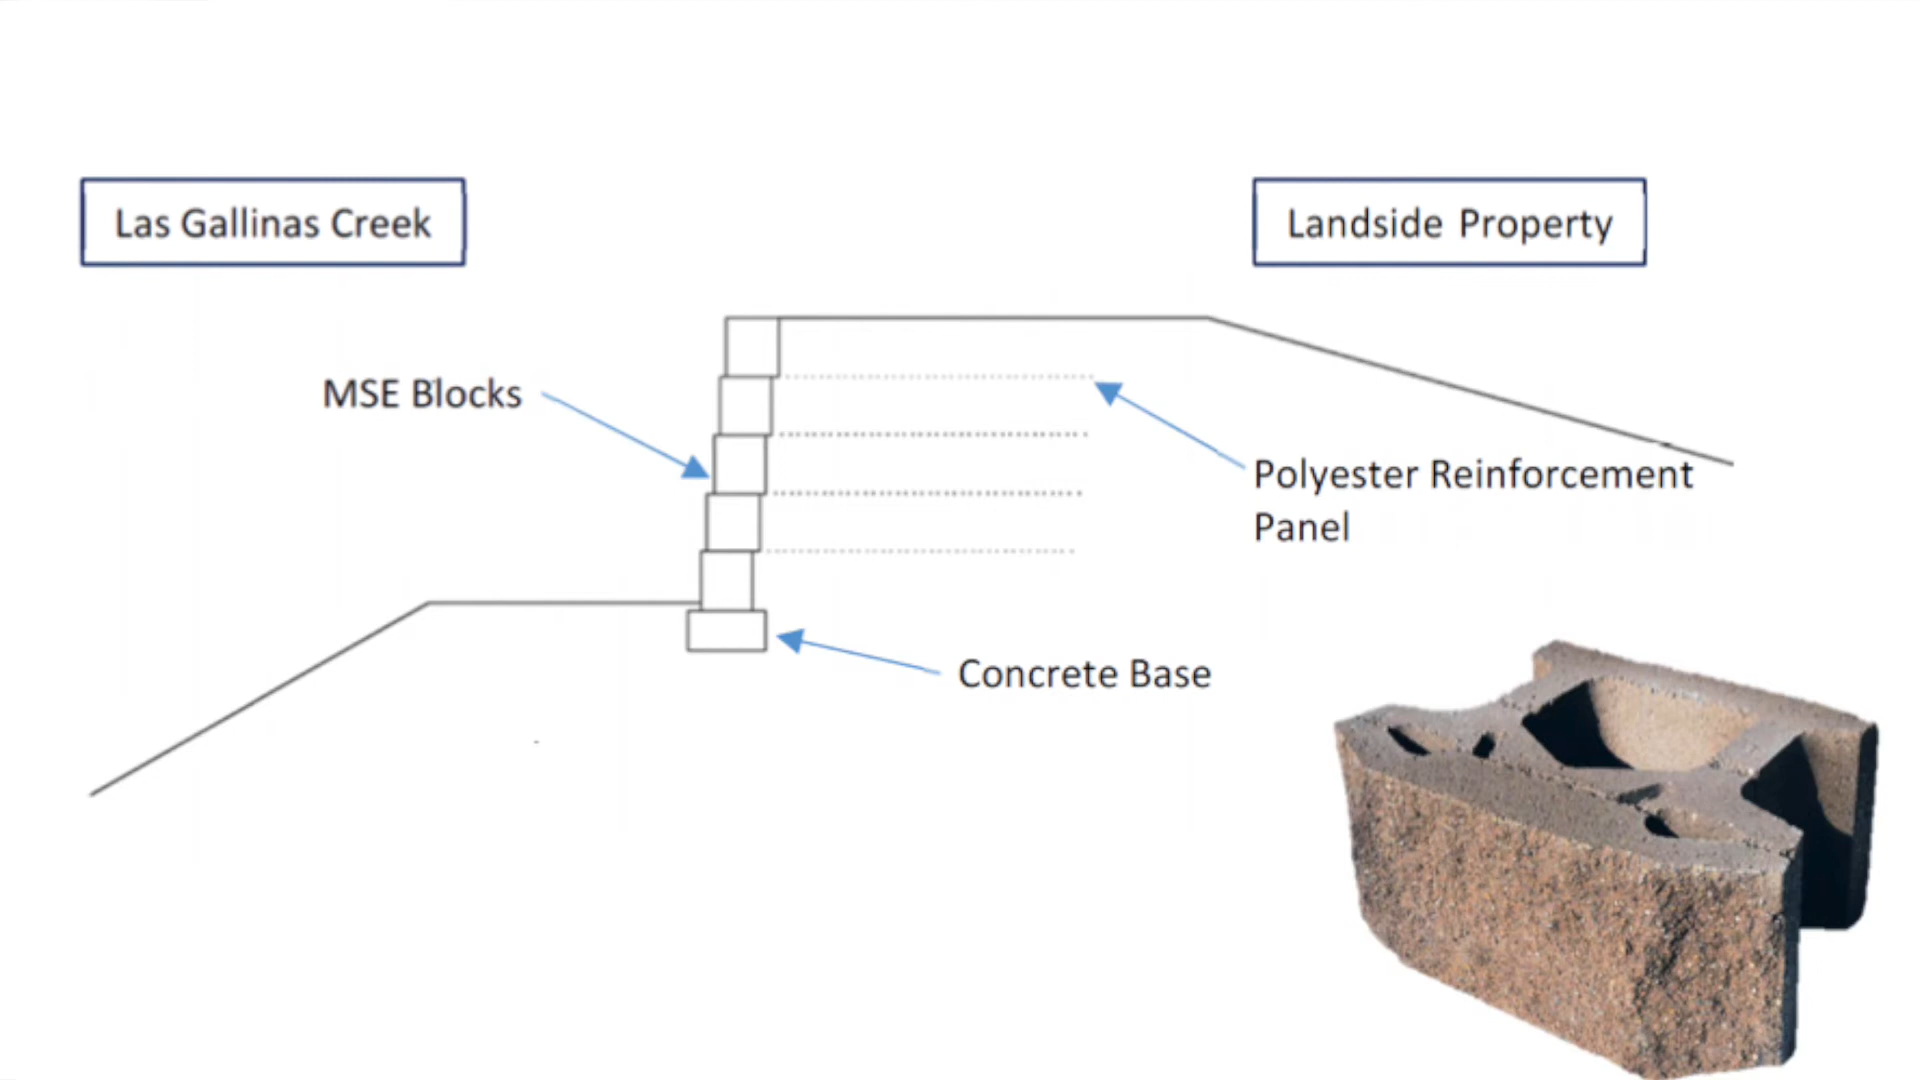 Las Gallinas Creek
Landside Property
MSE Blocks
Polyester Reinforcement
Panel
Concrete Base